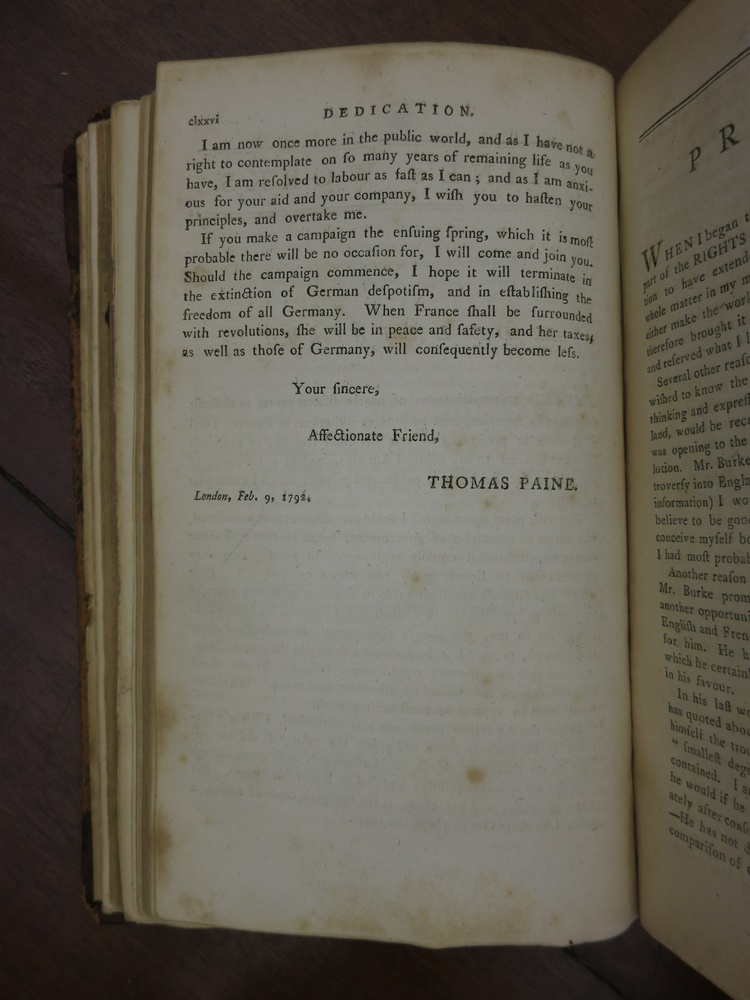 clxxvi
DEDICATION.
I am now once more in the public world, and as I have not a
right to contemplate on ſo many years of remaining life as you
have, I am reſolved to labour as faſt as I can; and as I am anxi-
ous for your aid and your company, I wiſh you to haſten your
principles, and overtake me.
If you make a campaign the enſuing ſpring, which it is moſt
probable there will be no occaſion for, I will come and join you.
Should the campaign commence, I hope it will terminate in
the extinction of German deſpotiſm, and in eſtabliſhing the
freedom of all Germany. When France ſhall be ſurrounded
with revolutions, ſhe will be in peace and ſafety, and her taxes,
as well as thoſe of Germany, will conſequently become leſs.
Your ſincere,
Affectionate Friend,
THOMAS PAINE.
London, Feb. 9, 1792.
P R
WHEN I began
part of the RIGHTS
tion to have extend
whole matter in my m
either make the work
therefore brought it
and reſerved what I
Several other reaſo
wiſhed to know the
thinking and expreſ
land, would be rece
was opening to the
lution. Mr. Burke
troverſy into Engla
information) I wo
believe to be goo
conceive myſelf bo
I had moſt probab
Another reaſon
Mr. Burke prom
another opportuni
Engliſh and Fren
for him. He h
which he certain
in his favour.
In his laſt wo
has quoted abou
himſelf the trou
" ſmalleſt degr
contained. I a
he would if he
ately after conſ
—He has not d
compariſon of